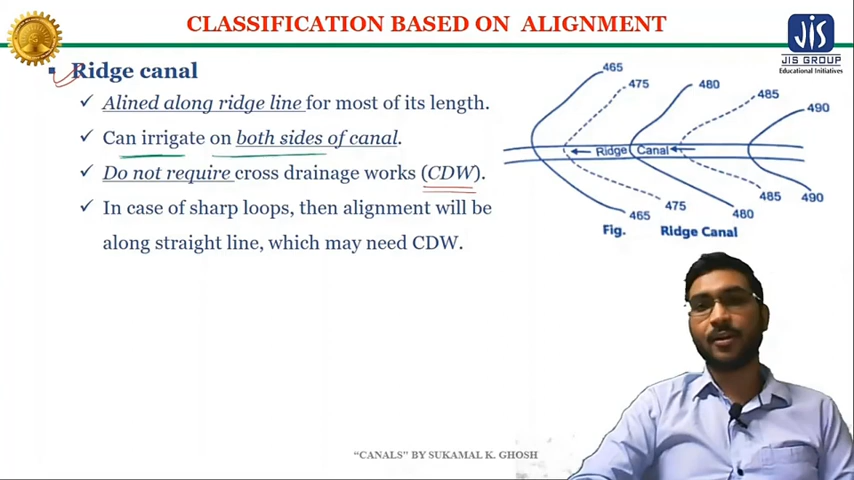 CLASSIFICATION BASED ON ALIGNMENT
JIS
JIS GROUP
Educational Initiatives
Ridge canal
Alined along ridge line for most of its length.
Can irrigate on both sides of canal.
Do not require cross drainage works (CDW).
In case of sharp loops, then alignment will be
along straight line, which may need CDW.
465
475
480
485
490
Ridge Canal
465
475
480
485
490
Fig. Ridge Canal
"CANALS" BY SUKAMAL K. GHOSH